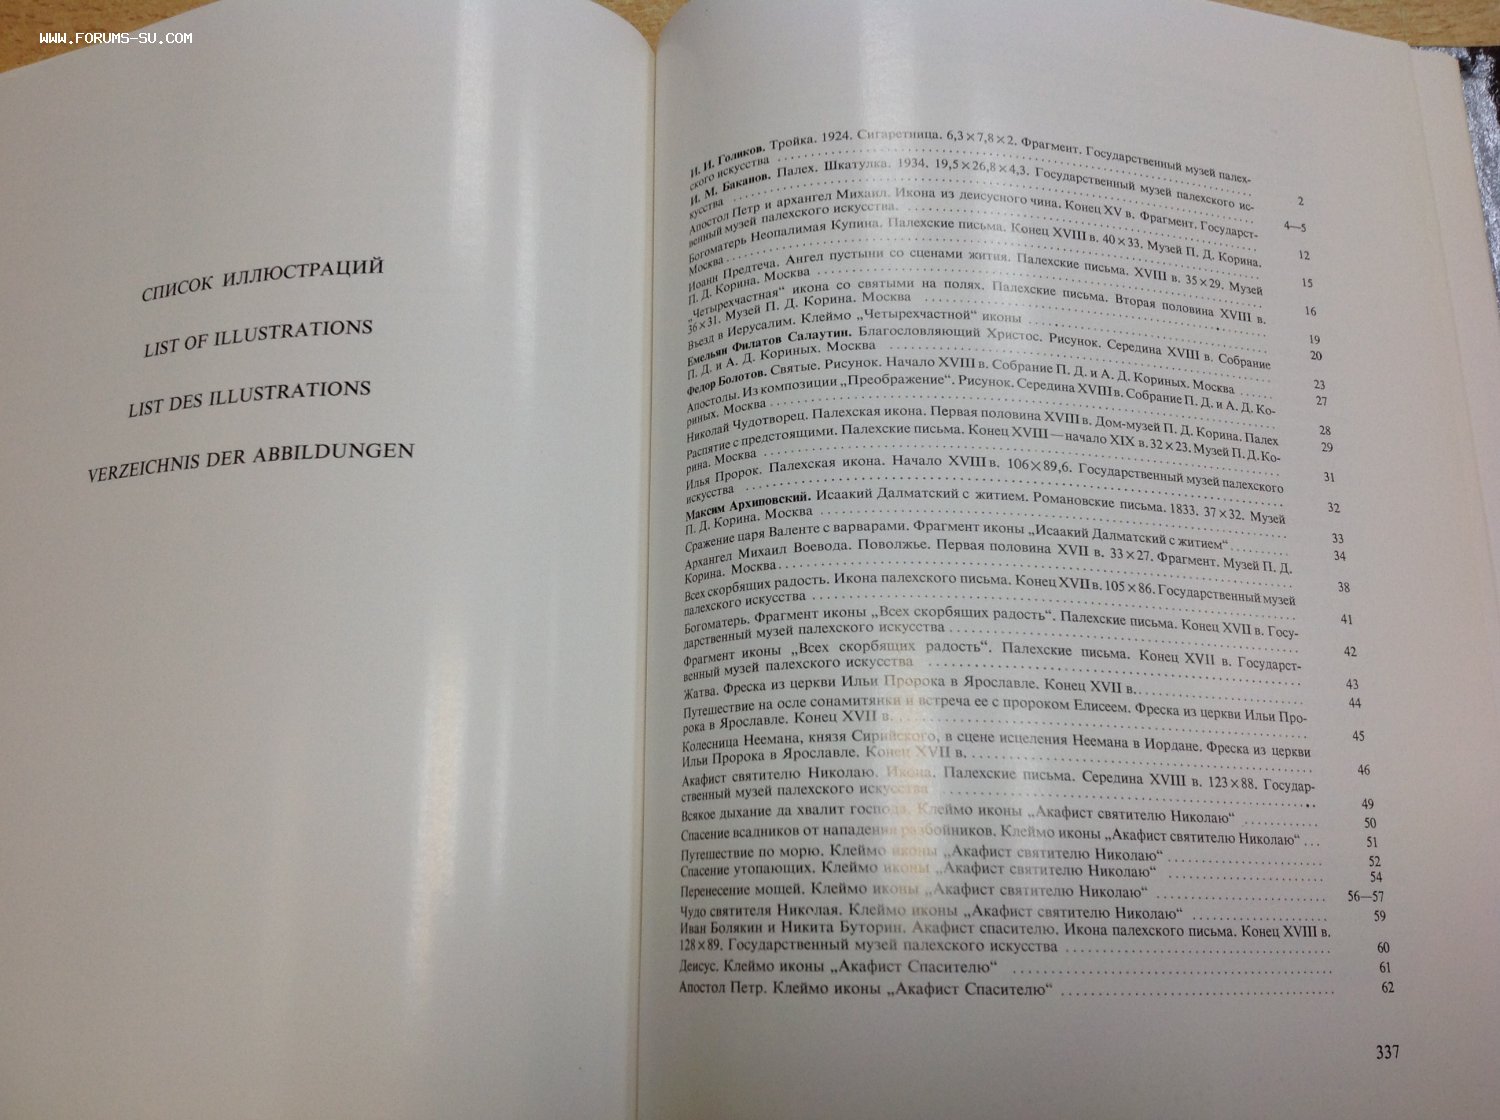 WWW.FORUMS-SU.COM
СПИСОК ИЛЛЮСТРАЦИЙ
LIST OF ILLUSTRATIONS
LIST DES ILLUSTRATIONS
VERZEICHNIS DER ABBILDUNGEN
И. И. Голиков. Тройка. 1924. Сигаретница. 6,3×7,8×2. Фрагмент. Государственный музей палех-
ского искусства 2
И. М. Баканов. Палех. Шкатулка. 1934. 19,5×26,8×4,3. Государственный музей палехского ис-
кусства 4—5
Апостол Петр и архангел Михаил. Икона из деисусного чина. Конец XV в. Фрагмент. Государст-
венный музей палехского искусства. 12
Богоматерь Неопалимая Купина. Палехские письма. Конец XVIII в. 40×33. Музей П. Д. Корина.
Москва 15
Иоанн Предтеча. Ангел пустыни со сценами жития. Палехские письма. XVIII в. 35×29. Музей
П. Д. Корина. Москва 16
„Четырехчастная“ икона со святыми на полях. Палехские письма. Вторая половина XVIII в.
36×31. Музей П. Д. Корина. Москва 19
Въезд в Иерусалим. Клеймо „Четырехчастной“ иконы 20
Емельян Филатов Салаутин. Благословляющий Христос. Рисунок. Середина XVIII в. Собрание
П. Д. и А. Д. Кориных. Москва 23
Федор Болотов. Святые. Рисунок. Начало XVIII в. Собрание П. Д. и А. Д. Кориных. Москва 27
Апостолы. Из композиции „Преображение“. Рисунок. Середина XVIII в. Собрание П. Д. и А. Д. Ко-
риных. Москва 28
Николай Чудотворец. Палехская икона. Первая половина XVIII в. Дом-музей П. Д. Корина. Палех 29
Распятие с предстоящими. Палехские письма. Конец XVIII—начало XIX в. 32×23. Музей П. Д. Ко-
рина. Москва 31
Илья Пророк. Палехская икона. Начало XVIII в. 106×89,6. Государственный музей палехского
искусства 32
Максим Архиповский. Исаакий Далматский с житием. Романовские письма. 1833. 37×32. Музей
П. Д. Корина. Москва 33
Сражение царя Валенте с варварами. Фрагмент иконы „Исаакий Далматский с житием“ 34
Архангел Михаил Воевода. Поволжье. Первая половина XVII в. 33×27. Фрагмент. Музей П. Д.
Корина. Москва 38
Всех скорбящих радость. Икона палехского письма. Конец XVII в. 105×86. Государственный музей
палехского искусства 41
Богоматерь. Фрагмент иконы „Всех скорбящих радость“. Палехские письма. Конец XVII в. Госу-
дарственный музей палехского искусства 42
Фрагмент иконы „Всех скорбящих радость“. Палехские письма. Конец XVII в. Государст-
венный музей палехского искусства 43
Жатва. Фреска из церкви Ильи Пророка в Ярославле. Конец XVII в. 44
Путешествие на осле сонамитянки и встреча ее с пророком Елисеем. Фреска из церкви Ильи Про-
рока в Ярославле. Конец XVII в. 45
Колесница Неемана, князя Сирийского, в сцене исцеления Неемана в Иордане. Фреска из церкви
Ильи Пророка в Ярославле. Конец XVII в. 46
Акафист святителю Николаю. Икона. Палехские письма. Середина XVIII в. 123×88. Государ-
ственный музей палехского искусства 49
Всякое дыхание да хвалит господа. Клеймо иконы „Акафист святителю Николаю“ 50
Спасение всадников от нападения разбойников. Клеймо иконы „Акафист святителю Николаю“ 51
Путешествие по морю. Клеймо иконы „Акафист святителю Николаю“ 52
Спасение утопающих. Клеймо иконы „Акафист святителю Николаю“ 54
Перенесение мощей. Клеймо иконы „Акафист святителю Николаю“ 56—57
Чудо святителя Николая. Клеймо иконы „Акафист святителю Николаю“ 59
Иван Болякин и Никита Буторин. Акафист спасителю. Икона палехского письма. Конец XVIII в.
128×89. Государственный музей палехского искусства 60
Деисус. Клеймо иконы „Акафист Спасителю“ 61
Апостол Петр. Клеймо иконы „Акафист Спасителю“ 62
337